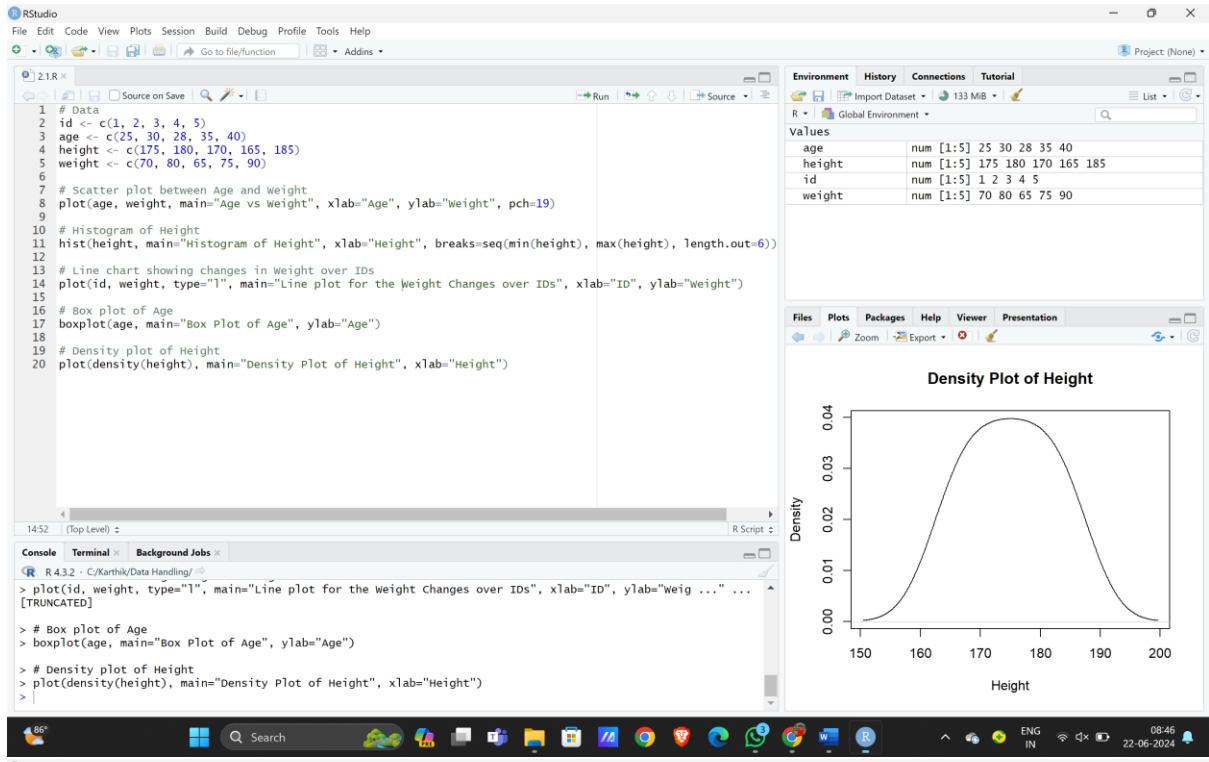 RStudio
File Edit Code View Plots Session Build Debug Profile Tools Help
Go to file/function Addins Project: (None)
2.1.R
Source on Save Run Source
1 # Data
2 id <- c(1, 2, 3, 4, 5)
3 age <- c(25, 30, 28, 35, 40)
4 height <- c(175, 180, 170, 165, 185)
5 weight <- c(70, 80, 65, 75, 90)
6
7 # Scatter plot between Age and Weight
8 plot(age, weight, main="Age vs Weight", xlab="Age", ylab="Weight", pch=19)
9
10 # Histogram of Height
11 hist(height, main="Histogram of Height", xlab="Height", breaks=seq(min(height), max(height), length.out=6))
12
13 # Line chart showing changes in Weight over IDs
14 plot(id, weight, type="l", main="Line plot for the Weight Changes over IDs", xlab="ID", ylab="Weight")
15
16 # Box plot of Age
17 boxplot(age, main="Box Plot of Age", ylab="Age")
18
19 # Density plot of Height
20 plot(density(height), main="Density Plot of Height", xlab="Height")
14:52 (Top Level) R Script
Console Terminal Background Jobs
R 4.3.2 · C:/Karthik/Data Handling/
> plot(id, weight, type="l", main="Line plot for the Weight Changes over IDs", xlab="ID", ylab="Weig ..." ...
[TRUNCATED]
> # Box plot of Age
> boxplot(age, main="Box Plot of Age", ylab="Age")
> # Density plot of Height
> plot(density(height), main="Density Plot of Height", xlab="Height")
>
Environment History Connections Tutorial
Import Dataset 133 MiB List
R Global Environment
Values
age num [1:5] 25 30 28 35 40
height num [1:5] 175 180 170 165 185
id num [1:5] 1 2 3 4 5
weight num [1:5] 70 80 65 75 90
Files Plots Packages Help Viewer Presentation
Zoom Export
Density Plot of Height
Density
0.04
0.03
0.02
0.01
0.00
150 160 170 180 190 200
Height
86°
Search
PRE
3
ENG
IN
08:46
22-06-2024